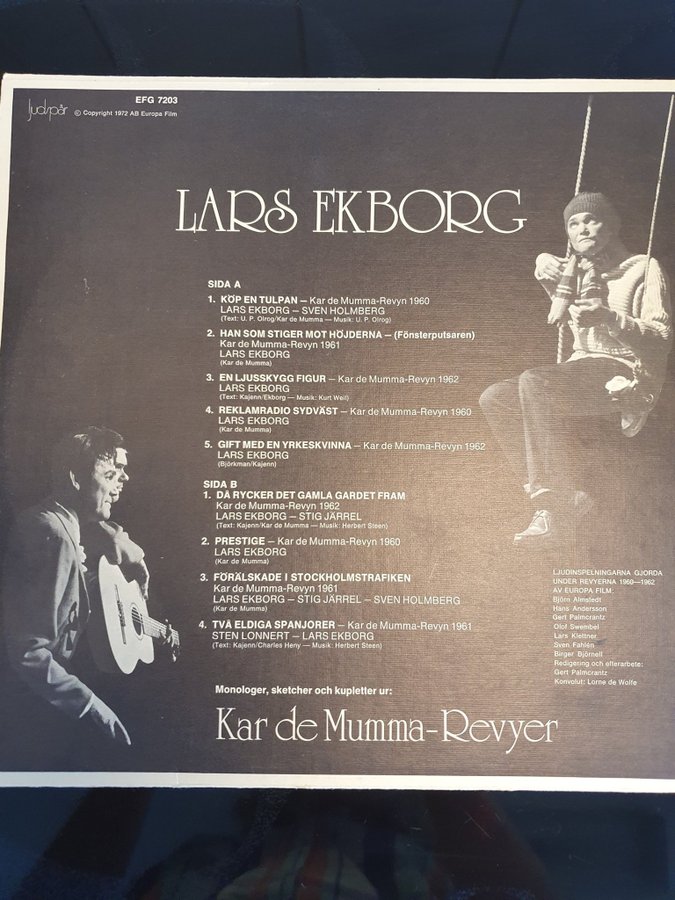 ljudspår
EFG 7203
© Copyright 1972 AB Europa Film
LARS EKBORG
SIDA A
1. KÖP EN TULPAN — Kar de Mumma-Revyn 1960
LARS EKBORG — SVEN HOLMBERG
(Text: U. P. Olrog/Kar de Mumma — Musik: U. P. Olrog)
2. HAN SOM STIGER MOT HÖJDERNA — (Fönsterputsaren)
Kar de Mumma-Revyn 1961
LARS EKBORG
(Kar de Mumma)
3. EN LJUSSKYGG FIGUR — Kar de Mumma-Revyn 1962
LARS EKBORG
(Text: Kajenn/Ekborg — Musik: Kurt Weil)
4. REKLAMRADIO SYDVÄST — Kar de Mumma-Revyn 1960
LARS EKBORG
(Kar de Mumma)
5. GIFT MED EN YRKESKVINNA — Kar de Mumma-Revyn 1962
LARS EKBORG
(Björkman/Kajenn)
SIDA B
1. DÅ RYCKER DET GAMLA GARDET FRAM
Kar de Mumma-Revyn 1962
LARS EKBORG — STIG JÄRREL
(Text: Kajenn/Kar de Mumma — Musik: Herbert Steen)
2. PRESTIGE — Kar de Mumma-Revyn 1960
LARS EKBORG
(Kar de Mumma)
3. FÖRÄLSKADE I STOCKHOLMSTRAFIKEN
Kar de Mumma-Revyn 1961
LARS EKBORG — STIG JÄRREL — SVEN HOLMBERG
(Kar de Mumma)
4. TVÅ ELDIGA SPANJORER — Kar de Mumma-Revyn 1961
STEN LONNERT — LARS EKBORG
(Text: Kajenn/Charles Heny — Musik: Herbert Steen)
LJUDINSPELNINGARNA GJORDA
UNDER REVYERNA 1960—1962
AV EUROPA FILM:
Björn Almstedt
Hans Andersson
Gert Palmcrantz
Olof Swembel
Lars Klettner
Sven Fahlén
Birger Björnell
Redigering och efterarbete:
Gert Palmcrantz
Konvolut: Lorne de Wolfe
Monologer, sketcher och kupletter ur:
Kar de Mumma-Revyer